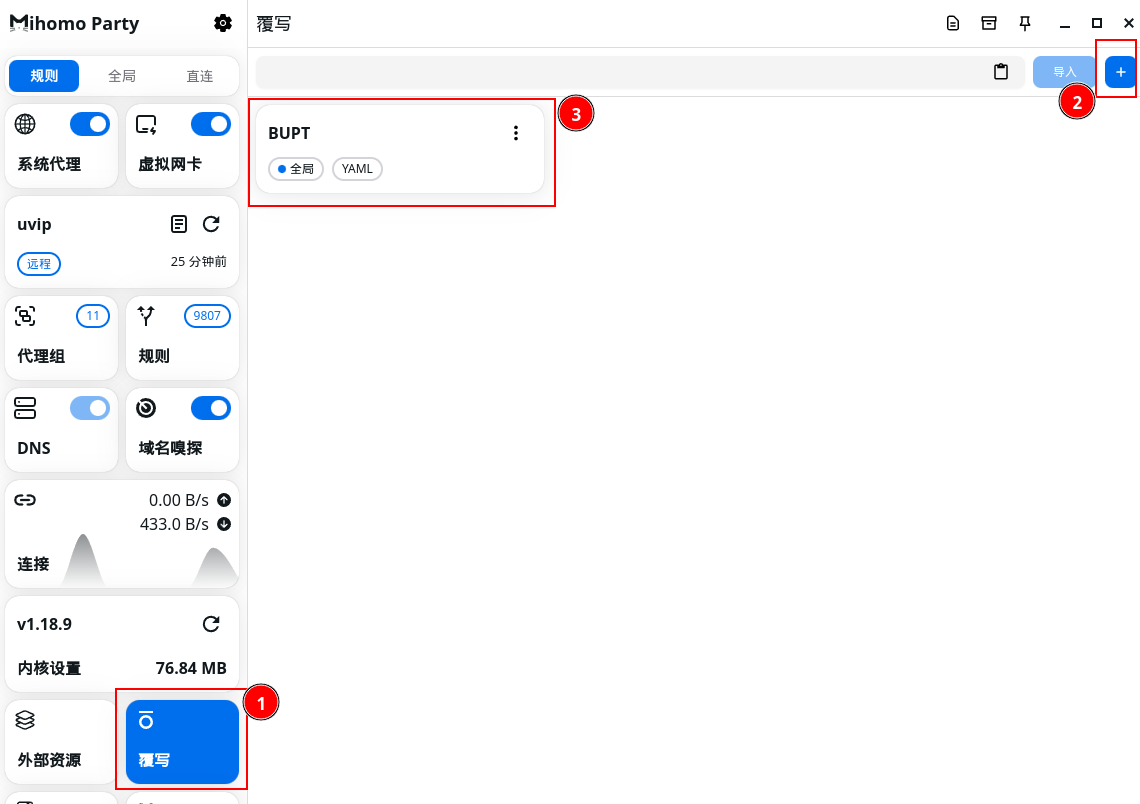 Mihomo Party
覆写
规则 全局 直连
导入 +
2
3
系统代理
虚拟网卡
BUPT
全局 YAML
uvip
远程
25 分钟前
11
代理组
9807
规则
DNS
域名嗅探
0.00 B/s
433.0 B/s
连接
v1.18.9
内核设置 76.84 MB
1
外部资源
覆写